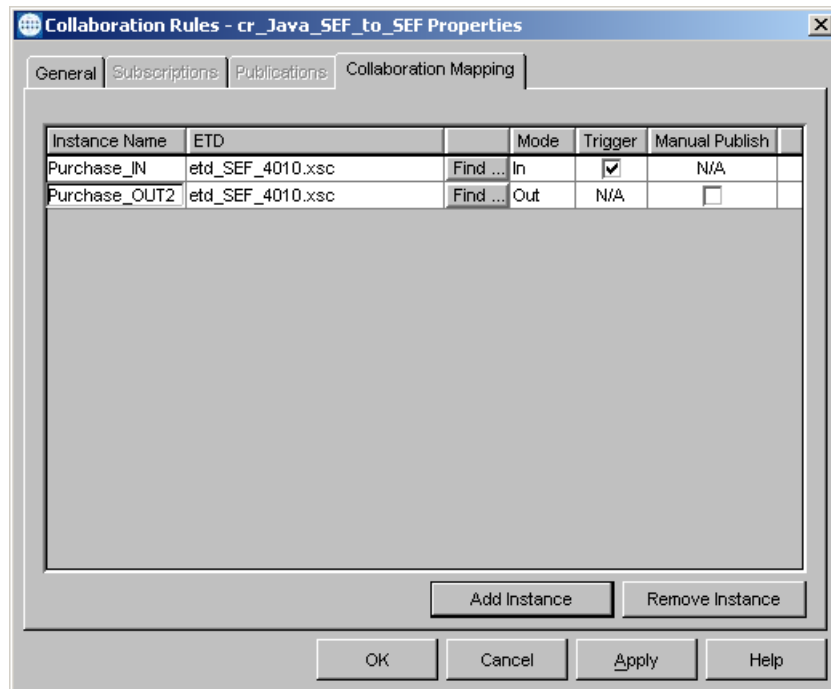 Collaboration Rules - cr_Java_SEF_to_SEF Properties
General Subscriptions Publications Collaboration Mapping
Instance Name ETD Mode Trigger Manual Publish
Purchase_IN etd_SEF_4010.xsc Find ... In N/A
Purchase_OUT2 etd_SEF_4010.xsc Find ... Out N/A
Add Instance Remove Instance
OK Cancel Apply Help